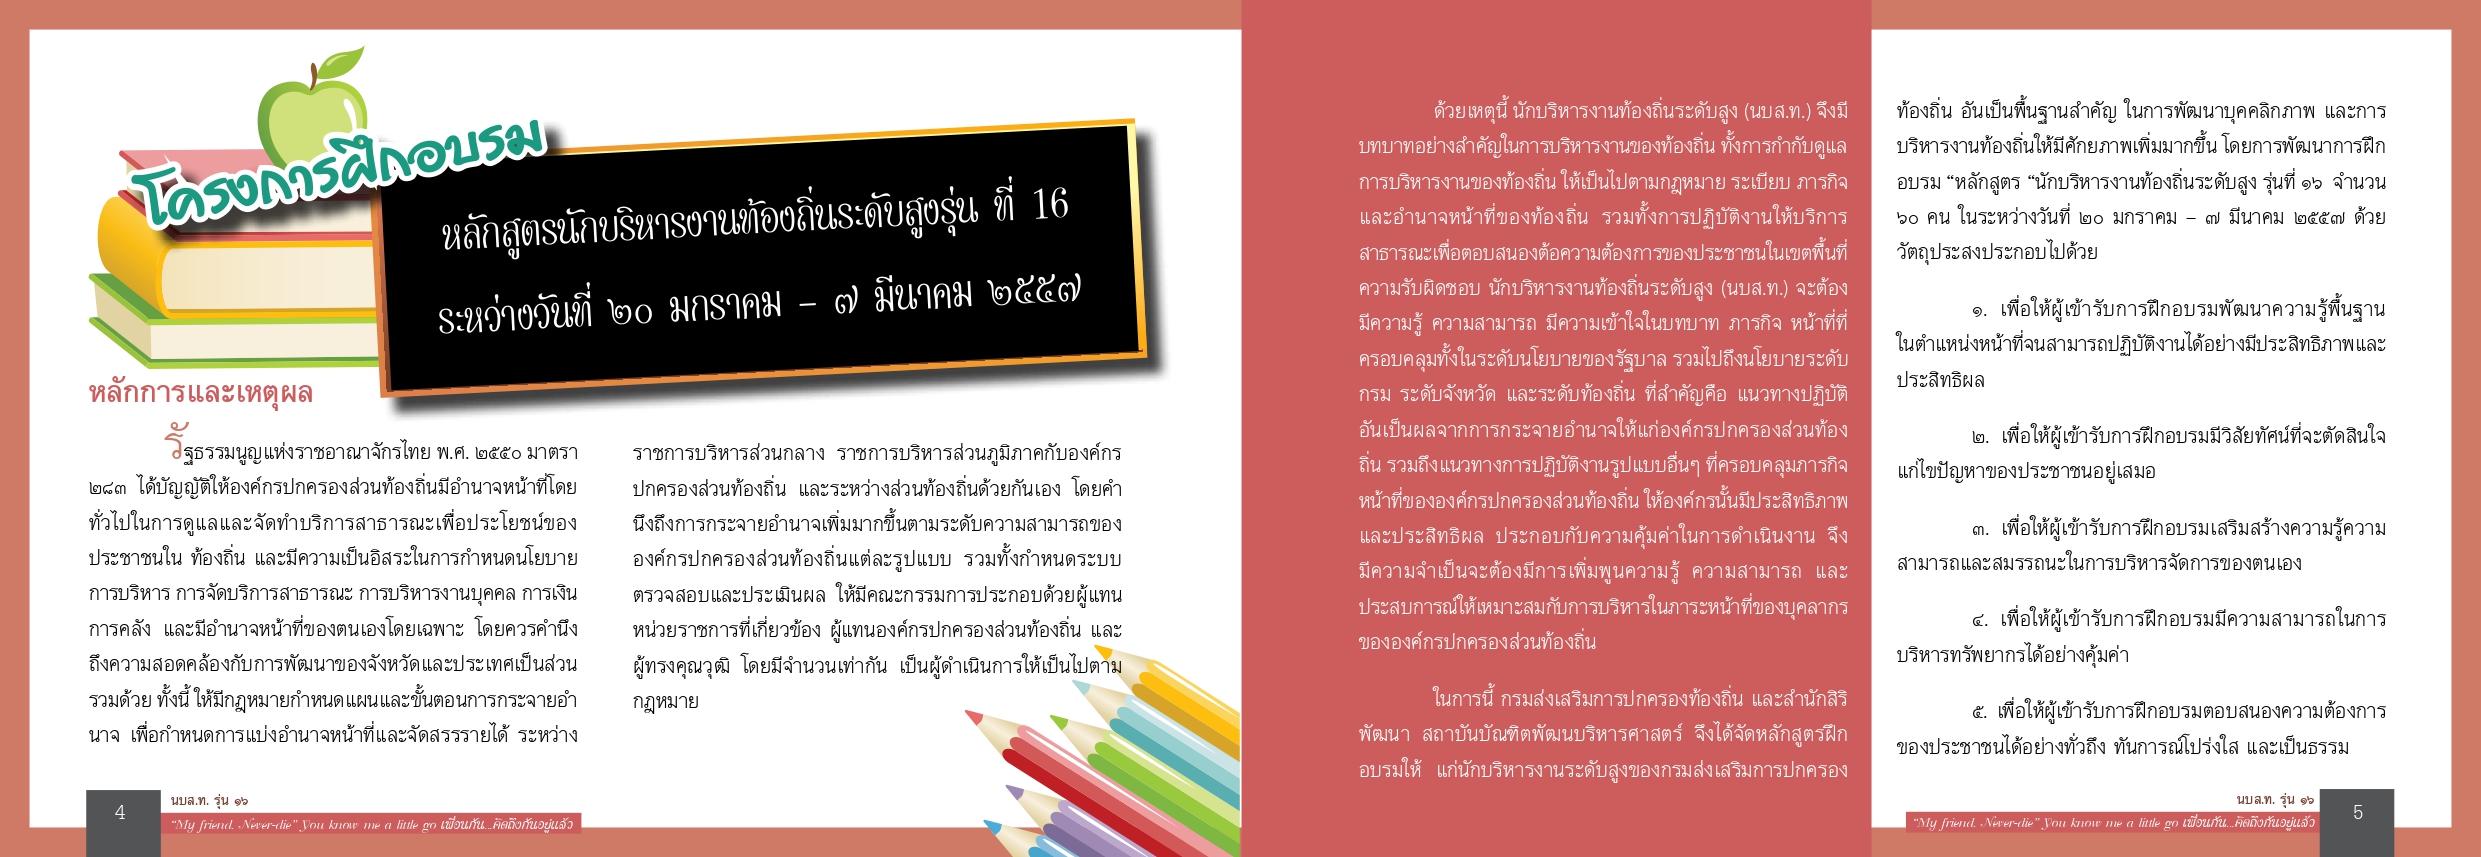 โครงการฝึกอบรม
หลักสูตรนักบริหารงานท้องถิ่นระดับสูงรุ่น ที่ 16
ระหว่างวันที่ ๒๐ มกราคม – ๗ มีนาคม ๒๕๕๗
หลักการและเหตุผล
รัฐธรรมนูญแห่งราชอาณาจักรไทย พ.ศ. ๒๕๕๐ มาตรา
๒๘๓ ได้บัญญัติให้องค์กรปกครองส่วนท้องถิ่นมีอำนาจหน้าที่โดย
ทั่วไปในการดูแลและจัดทำบริการสาธารณะเพื่อประโยชน์ของ
ประชาชนใน ท้องถิ่น และมีความเป็นอิสระในการกำหนดนโยบาย
การบริหาร การจัดบริการสาธารณะ การบริหารงานบุคคล การเงิน
การคลัง และมีอำนาจหน้าที่ของตนเองโดยเฉพาะ โดยควรคำนึง
ถึงความสอดคล้องกับการพัฒนาของจังหวัดและประเทศเป็นส่วน
รวมด้วย ทั้งนี้ ให้มีกฎหมายกำหนดแผนและขั้นตอนการกระจายอำ
นาจ เพื่อกำหนดการแบ่งอำนาจหน้าที่และจัดสรรรายได้ ระหว่าง
ราชการบริหารส่วนกลาง ราชการบริหารส่วนภูมิภาคกับองค์กร
ปกครองส่วนท้องถิ่น และระหว่างส่วนท้องถิ่นด้วยกันเอง โดยคำ
นึงถึงการกระจายอำนาจเพิ่มมากขึ้นตามระดับความสามารถของ
องค์กรปกครองส่วนท้องถิ่นแต่ละรูปแบบ รวมทั้งกำหนดระบบ
ตรวจสอบและประเมินผล ให้มีคณะกรรมการประกอบด้วยผู้แทน
หน่วยราชการที่เกี่ยวข้อง ผู้แทนองค์กรปกครองส่วนท้องถิ่น และ
ผู้ทรงคุณวุฒิ โดยมีจำนวนเท่ากัน เป็นผู้ดำเนินการให้เป็นไปตาม
กฎหมาย
4
นบส.ท. รุ่น ๑๖
“My friend. Never-die” You know me a little go เพื่อนกัน...คิดถึงกันอยู่แล้ว
ด้วยเหตุนี้ นักบริหารงานท้องถิ่นระดับสูง (นบส.ท.) จึงมี
บทบาทอย่างสำคัญในการบริหารงานของท้องถิ่น ทั้งการกำกับดูแล
การบริหารงานของท้องถิ่น ให้เป็นไปตามกฎหมาย ระเบียบ ภารกิจ
และอำนาจหน้าที่ของท้องถิ่น รวมทั้งการปฏิบัติงานให้บริการ
สาธารณะเพื่อตอบสนองต้อความต้องการของประชาชนในเขตพื้นที่
ความรับผิดชอบ นักบริหารงานท้องถิ่นระดับสูง (นบส.ท.) จะต้อง
มีความรู้ ความสามารถ มีความเข้าใจในบทบาท ภารกิจ หน้าที่ที่
ครอบคลุมทั้งในระดับนโยบายของรัฐบาล รวมไปถึงนโยบายระดับ
กรม ระดับจังหวัด และระดับท้องถิ่น ที่สำคัญคือ แนวทางปฏิบัติ
อันเป็นผลจากการกระจายอำนาจให้แก่องค์กรปกครองส่วนท้อง
ถิ่น รวมถึงแนวทางการปฏิบัติงานรูปแบบอื่นๆ ที่ครอบคลุมภารกิจ
หน้าที่ขององค์กรปกครองส่วนท้องถิ่น ให้องค์กรนั้นมีประสิทธิภาพ
และประสิทธิผล ประกอบกับความคุ้มค่าในการดำเนินงาน จึง
มีความจำเป็นจะต้องมีการเพิ่มพูนความรู้ ความสามารถ และ
ประสบการณ์ให้เหมาะสมกับการบริหารในภาระหน้าที่ของบุคลากร
ขององค์กรปกครองส่วนท้องถิ่น
ในการนี้ กรมส่งเสริมการปกครองท้องถิ่น และสำนักสิริ
พัฒนา สถาบันบัณฑิตพัฒนบริหารศาสตร์ จึงได้จัดหลักสูตรฝึก
อบรมให้ แก่นักบริหารงานระดับสูงของกรมส่งเสริมการปกครอง
ท้องถิ่น อันเป็นพื้นฐานสำคัญ ในการพัฒนาบุคคลิกภาพ และการ
บริหารงานท้องถิ่นให้มีศักยภาพเพิ่มมากขึ้น โดยการพัฒนาการฝึก
อบรม “หลักสูตร “นักบริหารงานท้องถิ่นระดับสูง รุ่นที่ ๑๖ จำนวน
๖๐ คน ในระหว่างวันที่ ๒๐ มกราคม – ๗ มีนาคม ๒๕๕๗ ด้วย
วัตถุประสงประกอบไปด้วย
๑. เพื่อให้ผู้เข้ารับการฝึกอบรมพัฒนาความรู้พื้นฐาน
ในตำแหน่งหน้าที่จนสามารถปฏิบัติงานได้อย่างมีประสิทธิภาพและ
ประสิทธิผล
๒. เพื่อให้ผู้เข้ารับการฝึกอบรมมีวิสัยทัศน์ที่จะตัดสินใจ
แก้ไขปัญหาของประชาชนอยู่เสมอ
๓. เพื่อให้ผู้เข้ารับการฝึกอบรมเสริมสร้างความรู้ความ
สามารถและสมรรถนะในการบริหารจัดการของตนเอง
๔. เพื่อให้ผู้เข้ารับการฝึกอบรมมีความสามารถในการ
บริหารทรัพยากรได้อย่างคุ้มค่า
๕. เพื่อให้ผู้เข้ารับการฝึกอบรมตอบสนองความต้องการ
ของประชาชนได้อย่างทั่วถึง ทันการณ์โปร่งใส และเป็นธรรม
นบส.ท. รุ่น ๑๖
“My friend. Never-die” You know me a little go เพื่อนกัน...คิดถึงกันอยู่แล้ว
5